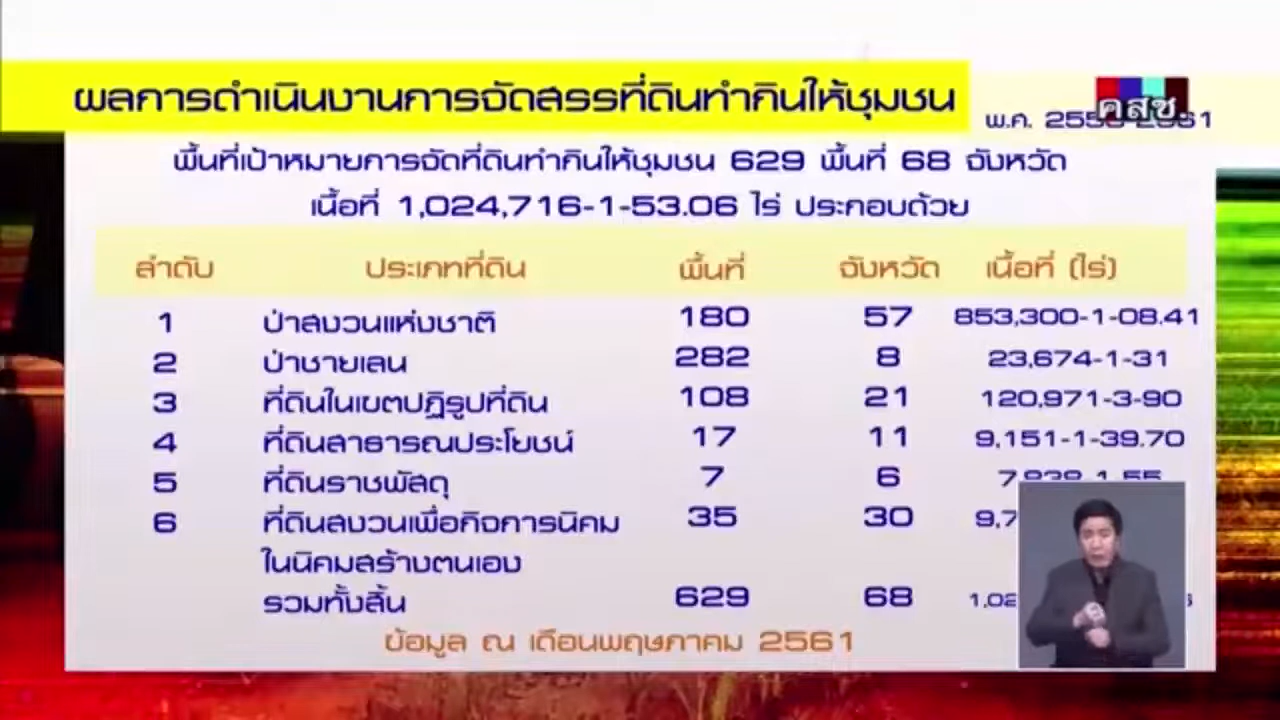 ผลการดำเนินงานการจัดสรรที่ดินทำกินให้ชุมชน
คสช
พ.ค.
พื้นที่เป้าหมายการจัดที่ดินทำกินให้ชุมชน 629 พื้นที่ 68 จังหวัด
เนื้อที่ 1,024,716-1-53.06 ไร่ ประกอบด้วย
ลำดับ ประเภทที่ดิน พื้นที่ จังหวัด เนื้อที่ (ไร่)
1 ป่าสงวนแห่งชาติ 180 57 853,300-1-08.41
2 ป่าชายเลน 282 8 23,674-1-31
3 ที่ดินในเขตปฏิรูปที่ดิน 108 21 120,971-3-90
4 ที่ดินสาธารณประโยชน์ 17 11 9,151-1-39.70
5 ที่ดินราชพัสดุ 7 6
6 ที่ดินสงวนเพื่อกิจการนิคม 35 30
ในนิคมสร้างตนเอง
รวมทั้งสิ้น 629 68
ข้อมูล ณ เดือนพฤษภาคม 2561